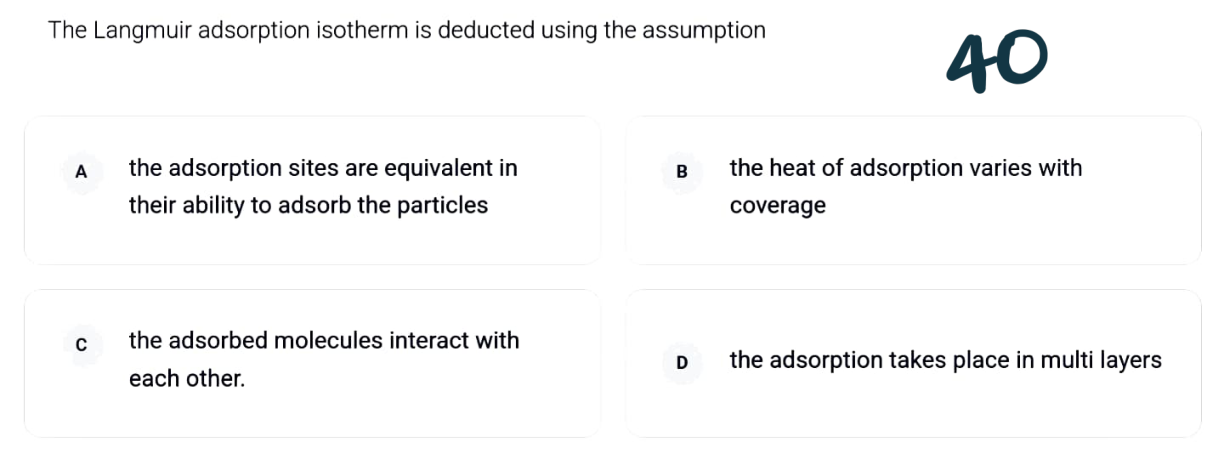 The Langmuir adsorption isotherm is deducted using the assumption
40
A
the adsorption sites are equivalent in
their ability to adsorb the particles
B
the heat of adsorption varies with
coverage
C
the adsorbed molecules interact with
each other.
D
the adsorption takes place in multi layers